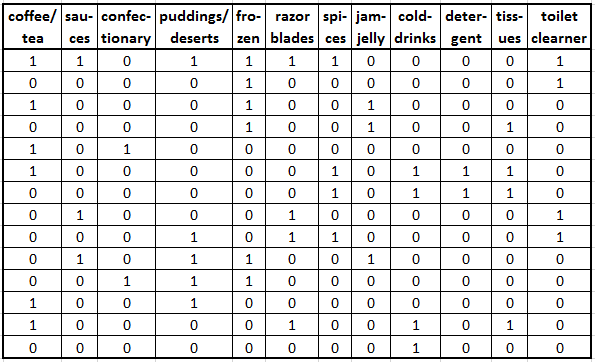 coffee/ sau- confec- puddings/ fro- razor spi- jam- cold- deter- tiss- toilet
tea ces tionary deserts zen blades ces jelly drinks gent ues clearner
1 1 0 1 1 1 1 0 0 0 0 1
0 0 0 0 1 0 0 0 0 0 0 1
1 0 0 0 1 0 0 1 0 0 0 0
0 0 0 0 1 0 0 1 0 0 1 0
1 0 1 0 0 0 0 0 0 0 0 0
1 0 0 0 0 0 1 0 1 1 1 0
0 0 0 0 0 0 1 0 1 1 1 0
0 1 0 0 0 1 0 0 0 0 0 1
0 0 0 1 0 1 1 0 0 0 0 1
0 1 0 1 1 0 0 1 0 0 0 0
0 0 1 1 1 0 0 0 0 0 0 0
1 0 0 1 0 0 0 0 0 0 0 0
1 0 0 0 0 1 0 0 1 0 1 0
0 0 0 0 0 0 0 0 1 0 0 0